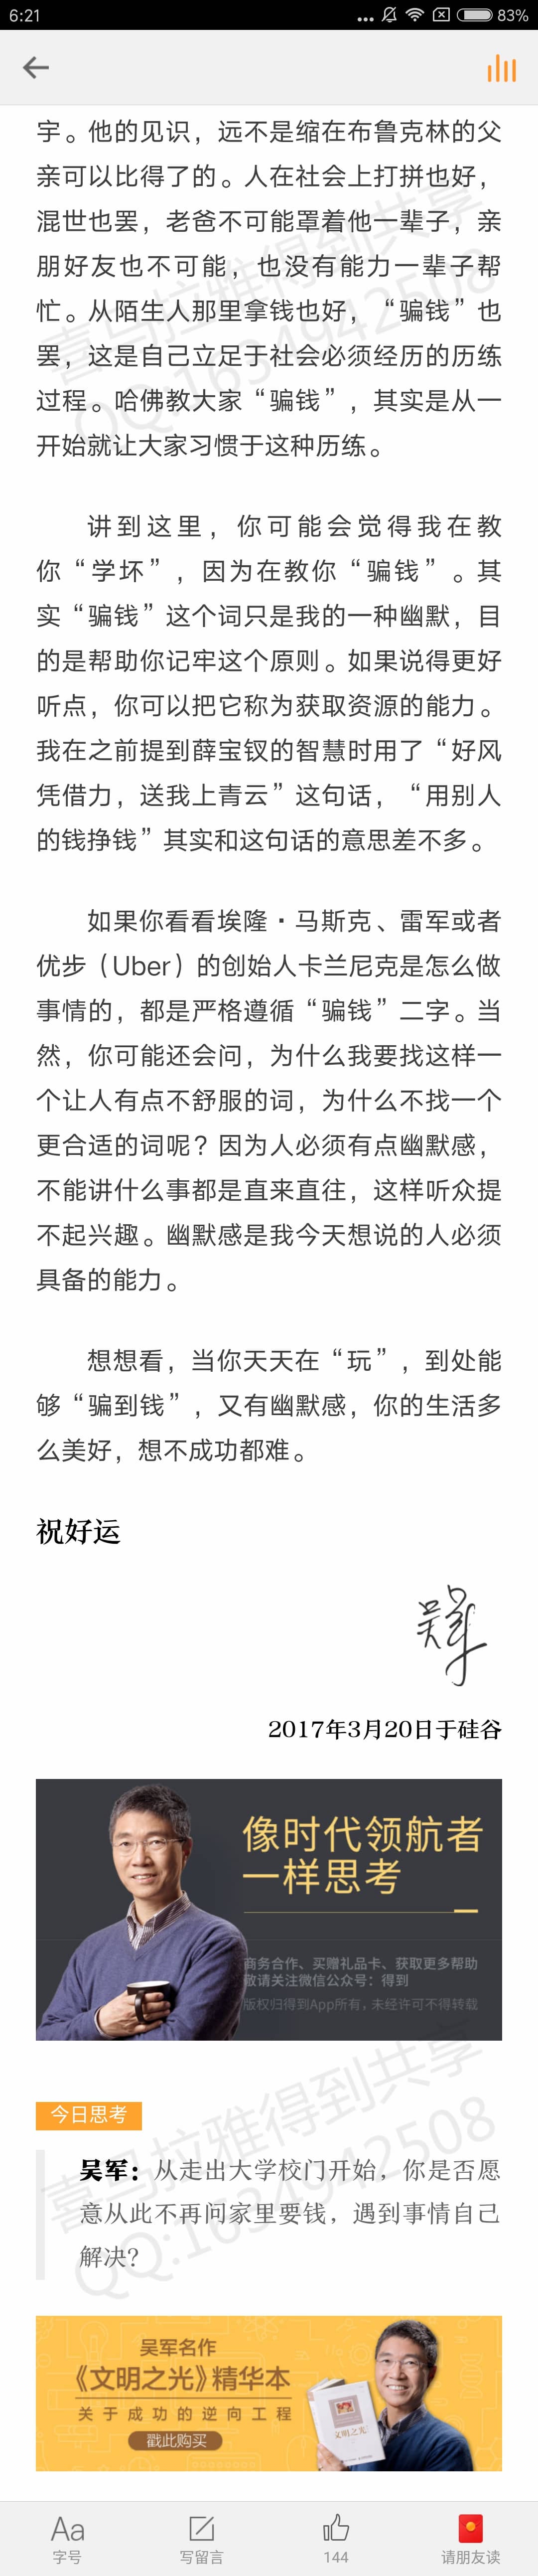 6:21
83%
宇。他的见识，远不是缩在布鲁克林的父
亲可以比得了的。人在社会上打拼也好，
混世也罢，老爸不可能罩着他一辈子，亲
朋好友也不可能，也没有能力一辈子帮
忙。从陌生人那里拿钱也好，“骗钱”也
罢，这是自己立足于社会必须经历的历练
过程。哈佛教大家“骗钱”，其实是从一
开始就让大家习惯于这种历练。
喜马拉雅得到共享
QQ:1634942508
讲到这里，你可能会觉得我在教
你“学坏”，因为在教你“骗钱”。其
实“骗钱”这个词只是我的一种幽默，目
的是帮助你记牢这个原则。如果说得更好
听点，你可以把它称为获取资源的能力。
我在之前提到薛宝钗的智慧时用了“好风
凭借力，送我上青云”这句话，“用别人
的钱挣钱”其实和这句话的意思差不多。
如果你看看埃隆·马斯克、雷军或者
优步（Uber）的创始人卡兰尼克是怎么做
事情的，都是严格遵循“骗钱”二字。当
然，你可能还会问，为什么我要找这样一
个让人有点不舒服的词，为什么不找一个
更合适的词呢？因为人必须有点幽默感，
不能讲什么事都是直来直往，这样听众提
不起兴趣。幽默感是我今天想说的人必须
具备的能力。
想想看，当你天天在“玩”，到处能
够“骗到钱”，又有幽默感，你的生活多
么美好，想不成功都难。
祝好运
吴军
2017年3月20日于硅谷
像时代领航者
一样思考
商务合作、买赠礼品卡、获取更多帮助
敬请关注微信公众号：得到
版权归得到App所有，未经许可不得转载
今日思考
吴军：从走出大学校门开始，你是否愿
意从此不再问家里要钱，遇到事情自己
解决？
喜马拉雅得到共享
QQ:1634942508
吴军名作
《文明之光》精华本
关于成功的逆向工程
戳此购买
文明之光
Aa
字号
写留言
144
请朋友读